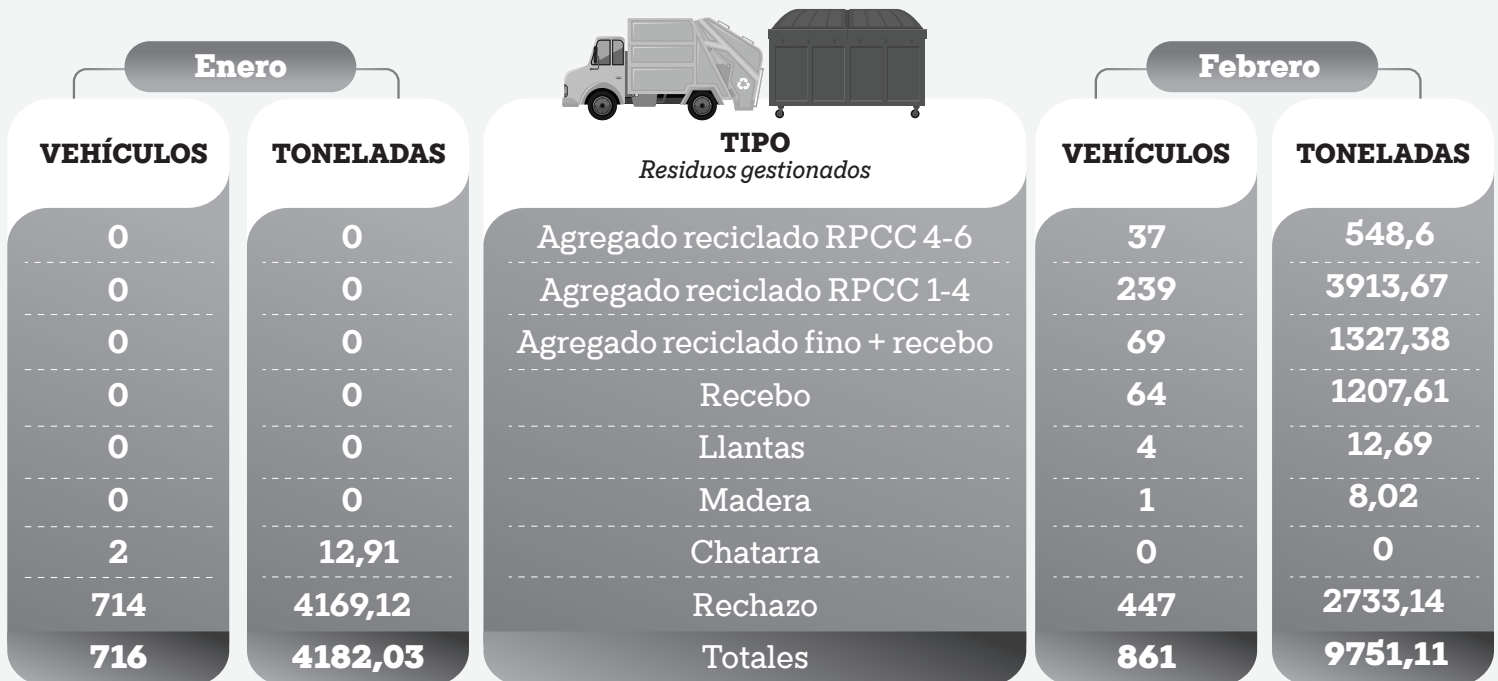 Enero
Febrero
VEHÍCULOS TONELADAS TIPO VEHÍCULOS TONELADAS
Residuos gestionados
0 0 Agregado reciclado RPCC 4-6 37 548,6
0 0 Agregado reciclado RPCC 1-4 239 3913,67
0 0 Agregado reciclado fino + recebo 69 1327,38
0 0 Recebo 64 1207,61
0 0 Llantas 4 12,69
0 0 Madera 1 8,02
2 12,91 Chatarra 0 0
714 4169,12 Rechazo 447 2733,14
716 4182,03 Totales 861 9751,11